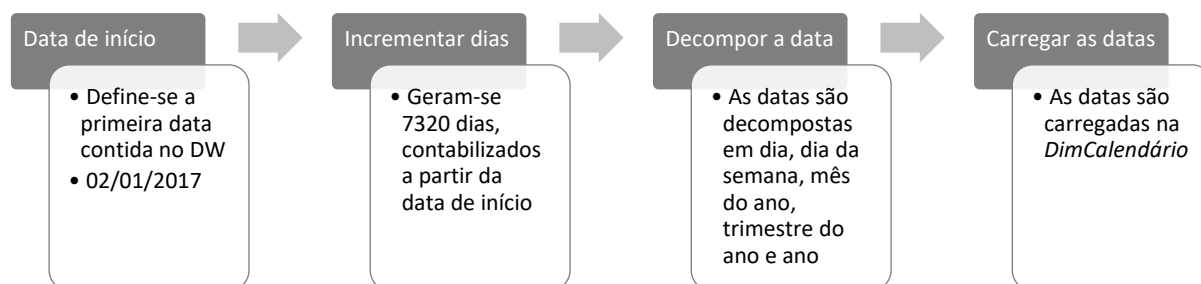 Data de início
• Define-se a
primeira data
contida no DW
• 02/01/2017
Incrementar dias
• Geram-se
7320 dias,
contabilizados
a partir da
data de início
Decompor a data
• As datas são
decompostas
em dia, dia da
semana, mês
do ano,
trimestre do
ano e ano
Carregar as datas
• As datas são
carregadas na
DimCalendário